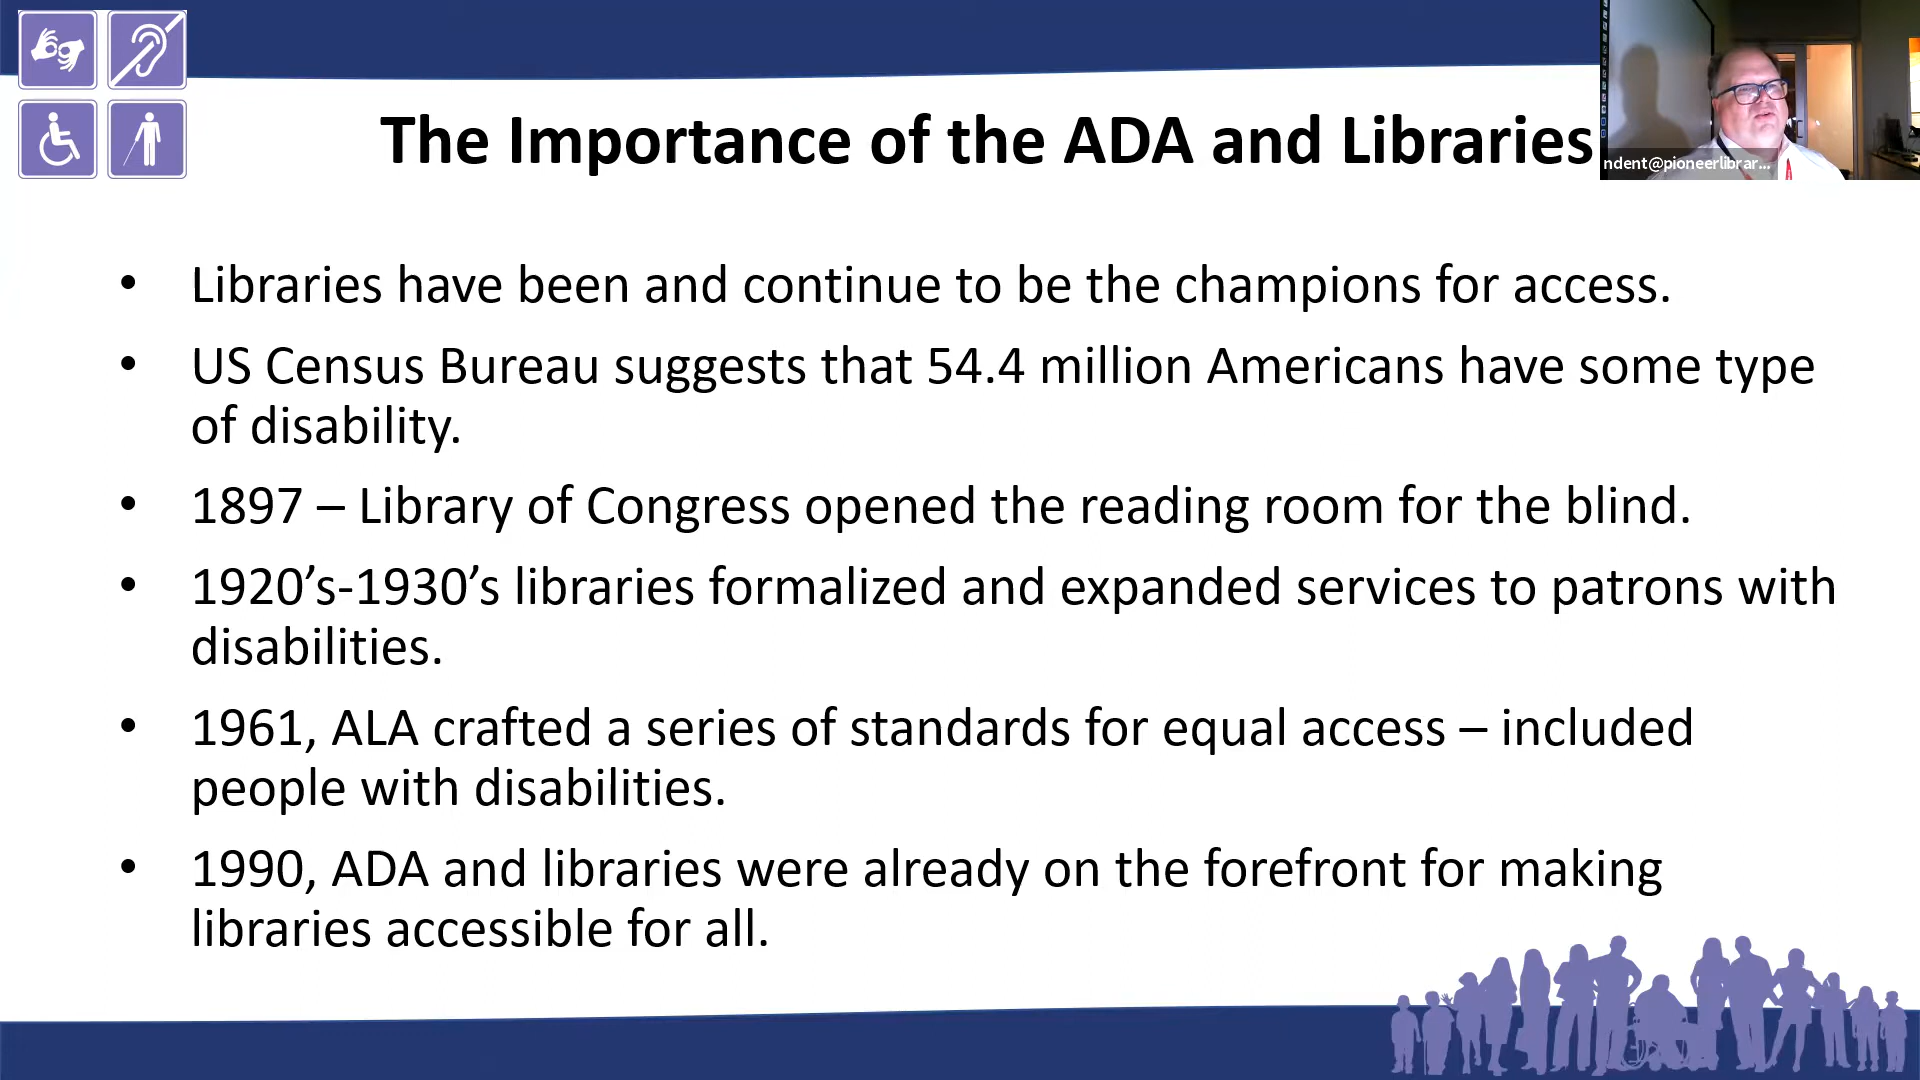 The Importance of the ADA and Libraries
ndent@pioneerlibrar...
• Libraries have been and continue to be the champions for access.
• US Census Bureau suggests that 54.4 million Americans have some type
of disability.
• 1897 – Library of Congress opened the reading room for the blind.
• 1920’s-1930’s libraries formalized and expanded services to patrons with
disabilities.
• 1961, ALA crafted a series of standards for equal access – included
people with disabilities.
• 1990, ADA and libraries were already on the forefront for making
libraries accessible for all.